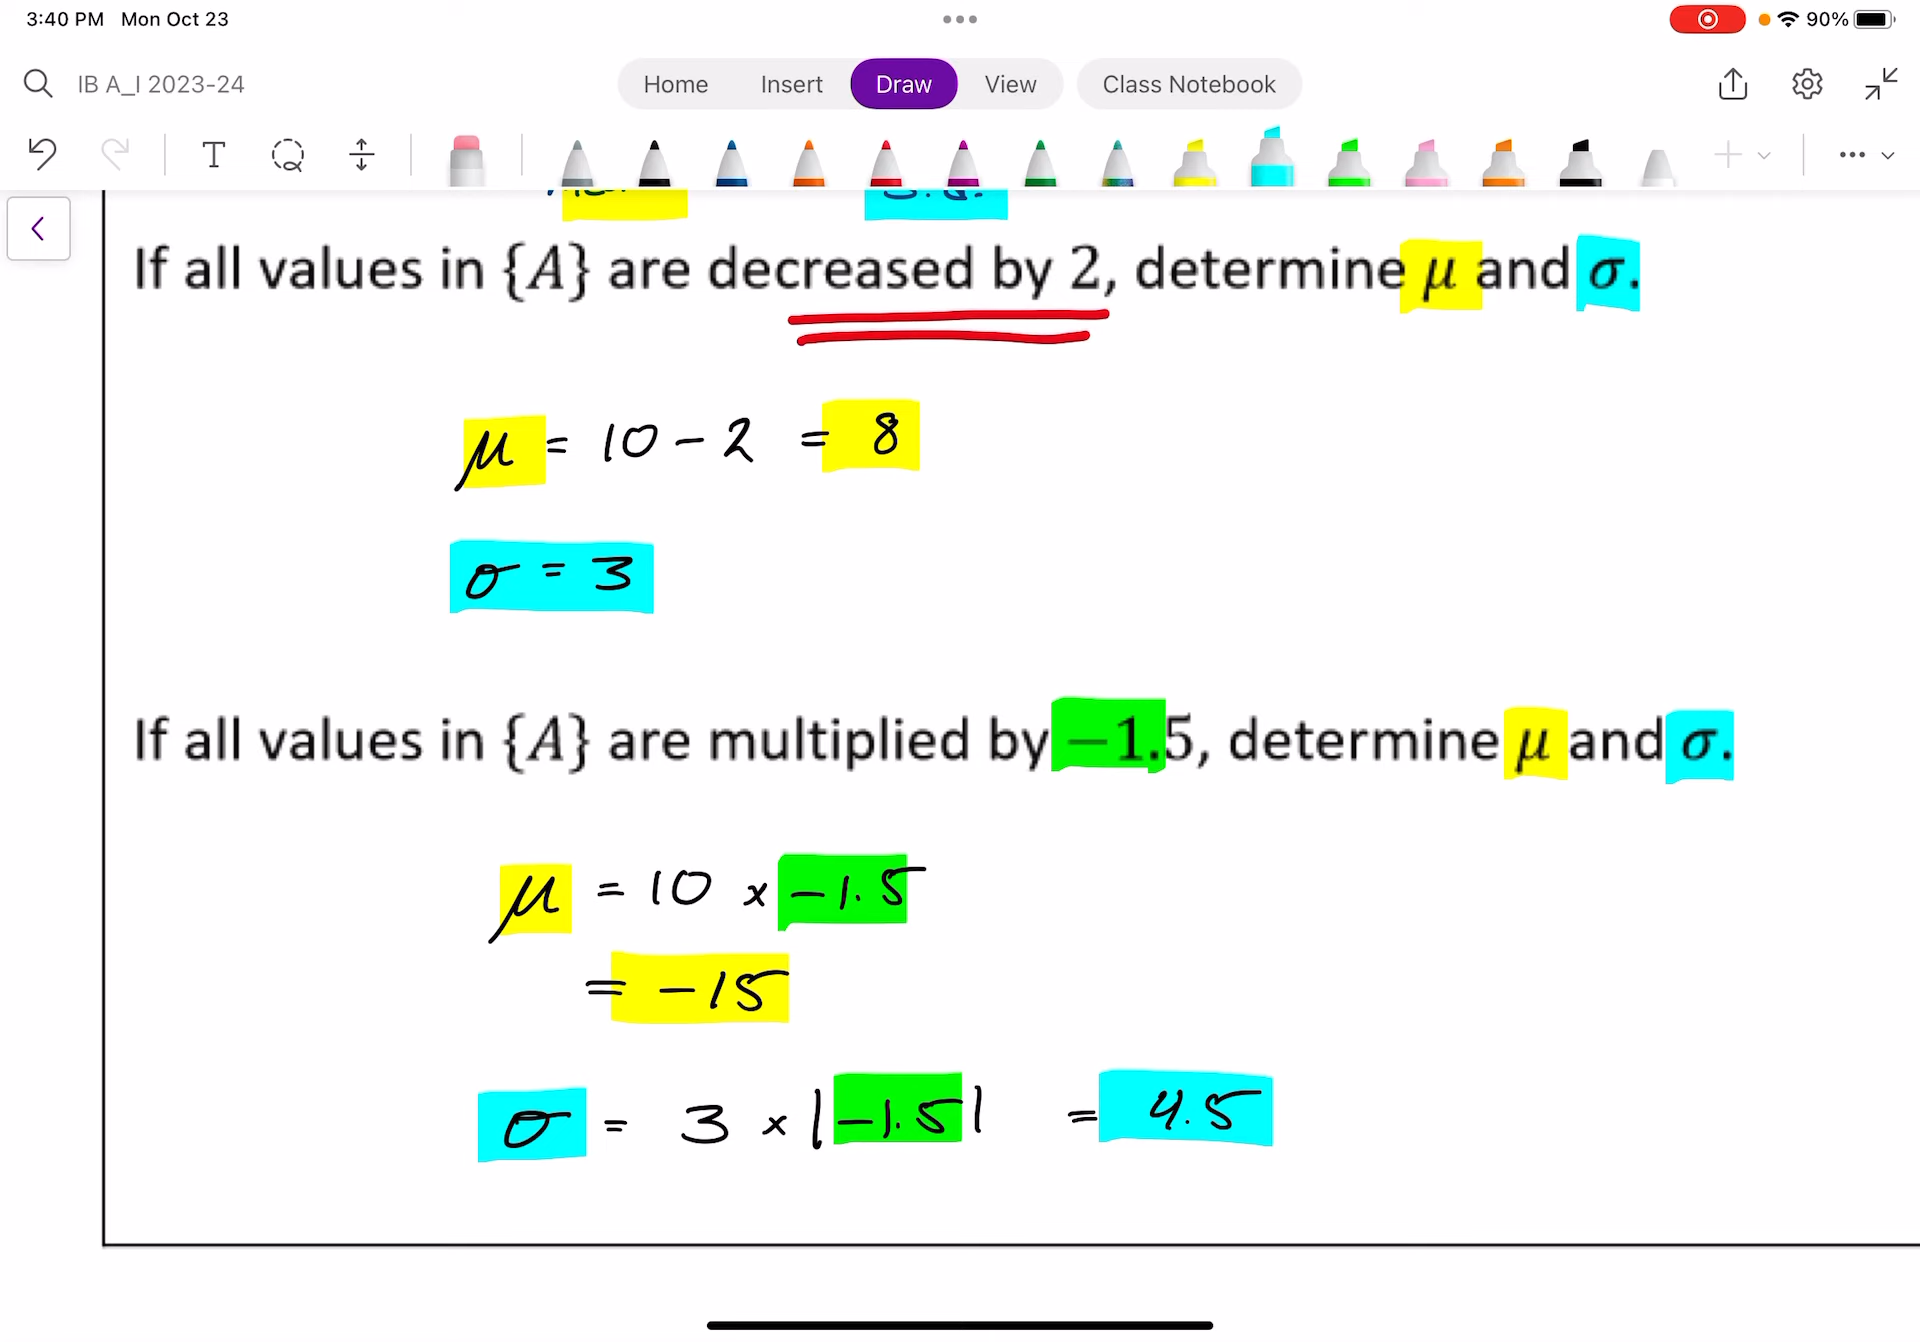 3:40 PM Mon Oct 23
90%
IB A_I 2023-24
Home Insert Draw View Class Notebook
T
If all values in {A} are decreased by 2, determine μ and σ.
μ = 10 - 2 = 8
σ = 3
If all values in {A} are multiplied by −1.5, determine μ and σ.
μ = 10 × -1.5
= -15
σ = 3 × |-1.5| = 4.5